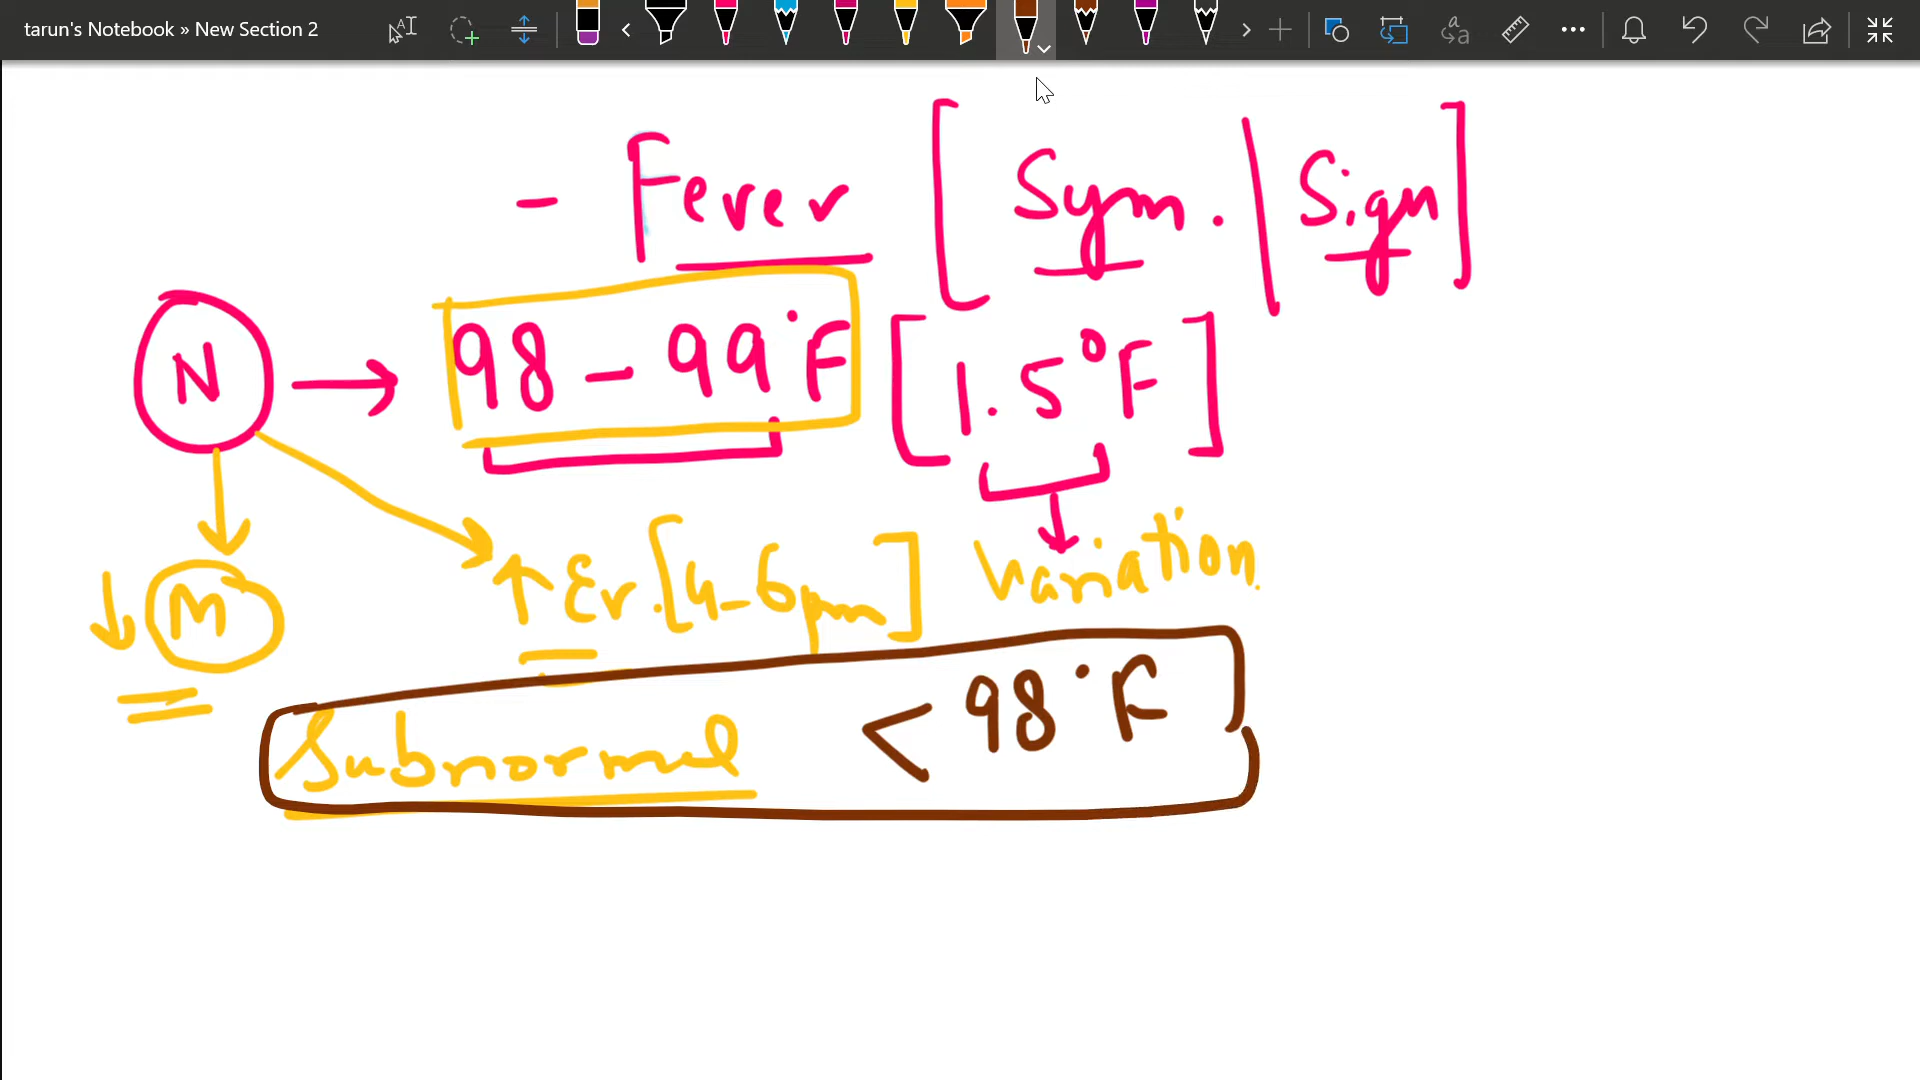 tarun's Notebook » New Section 2
- Fever [Sym. | Sign]
N → 98 - 99°F [1.5°F]
↓ M ↑ Ev. [4-6pm] Variation.
Subnormal < 98°F